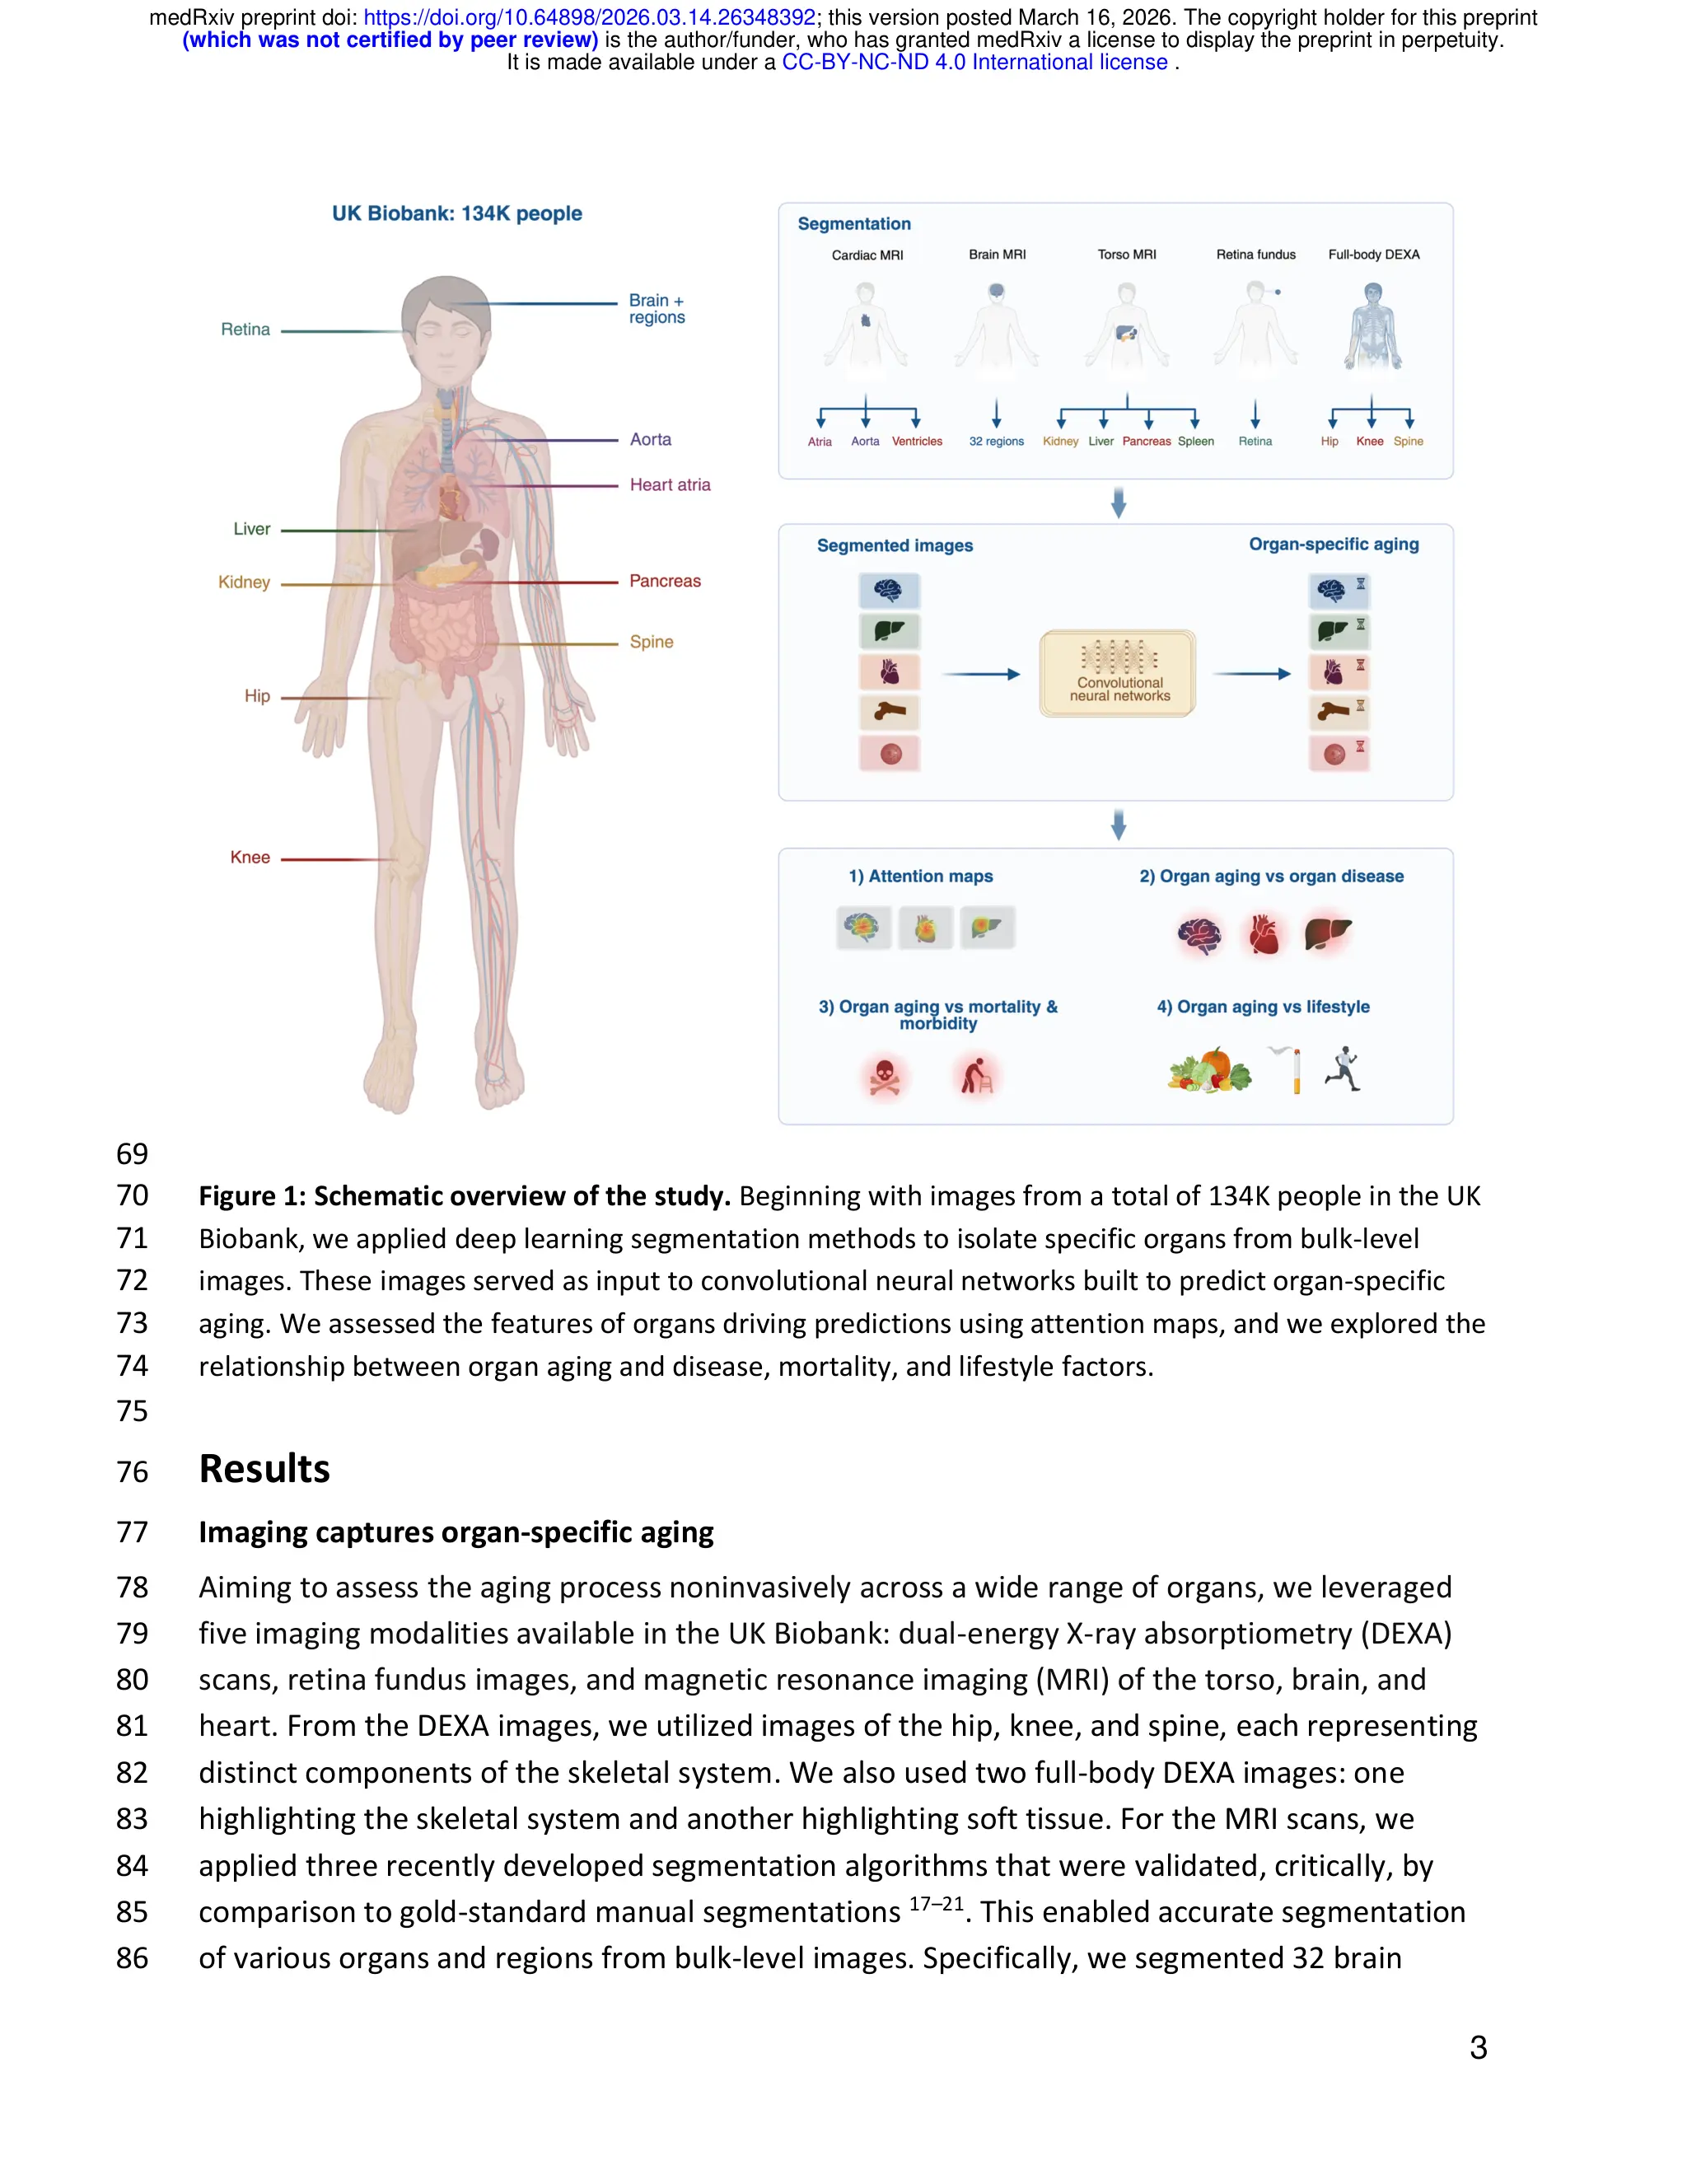 medRxiv preprint doi: https://doi.org/10.64898/2026.03.14.26348392; this version posted March 16, 2026. The copyright holder for this preprint
(which was not certified by peer review) is the author/funder, who has granted medRxiv a license to display the preprint in perpetuity.
It is made available under a CC-BY-NC-ND 4.0 International license .
UK Biobank: 134K people
Brain +
regions
Retina
Aorta
Heart atria
Liver
Kidney
Pancreas
Spine
Hip
Knee
Segmentation
Cardiac MRI Brain MRI Torso MRI Retina fundus Full-body DEXA
Atria Aorta Ventricles 32 regions Kidney Liver Pancreas Spleen Retina Hip Knee Spine
Segmented images Organ-specific aging
Convolutional
neural networks
1) Attention maps 2) Organ aging vs organ disease
3) Organ aging vs mortality &
morbidity
4) Organ aging vs lifestyle
69
70 Figure 1: Schematic overview of the study. Beginning with images from a total of 134K people in the UK
71 Biobank, we applied deep learning segmentation methods to isolate specific organs from bulk-level
72 images. These images served as input to convolutional neural networks built to predict organ-specific
73 aging. We assessed the features of organs driving predictions using attention maps, and we explored the
74 relationship between organ aging and disease, mortality, and lifestyle factors.
75
76 Results
77 Imaging captures organ-specific aging
78 Aiming to assess the aging process noninvasively across a wide range of organs, we leveraged
79 five imaging modalities available in the UK Biobank: dual-energy X-ray absorptiometry (DEXA)
80 scans, retina fundus images, and magnetic resonance imaging (MRI) of the torso, brain, and
81 heart. From the DEXA images, we utilized images of the hip, knee, and spine, each representing
82 distinct components of the skeletal system. We also used two full-body DEXA images: one
83 highlighting the skeletal system and another highlighting soft tissue. For the MRI scans, we
84 applied three recently developed segmentation algorithms that were validated, critically, by
85 comparison to gold-standard manual segmentations 17–21. This enabled accurate segmentation
86 of various organs and regions from bulk-level images. Specifically, we segmented 32 brain
3